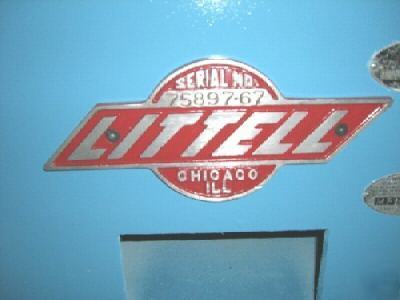 SERIAL NO.
75897-67
LITTELL
CHICAGO
ILL